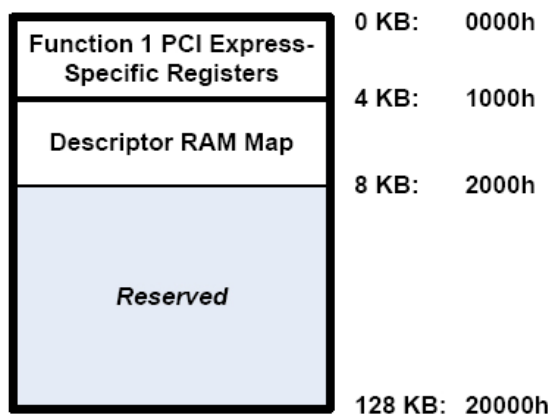 0 KB: 0000h
Function 1 PCI Express-
Specific Registers
4 KB: 1000h
Descriptor RAM Map
8 KB: 2000h
Reserved
128 KB: 20000h